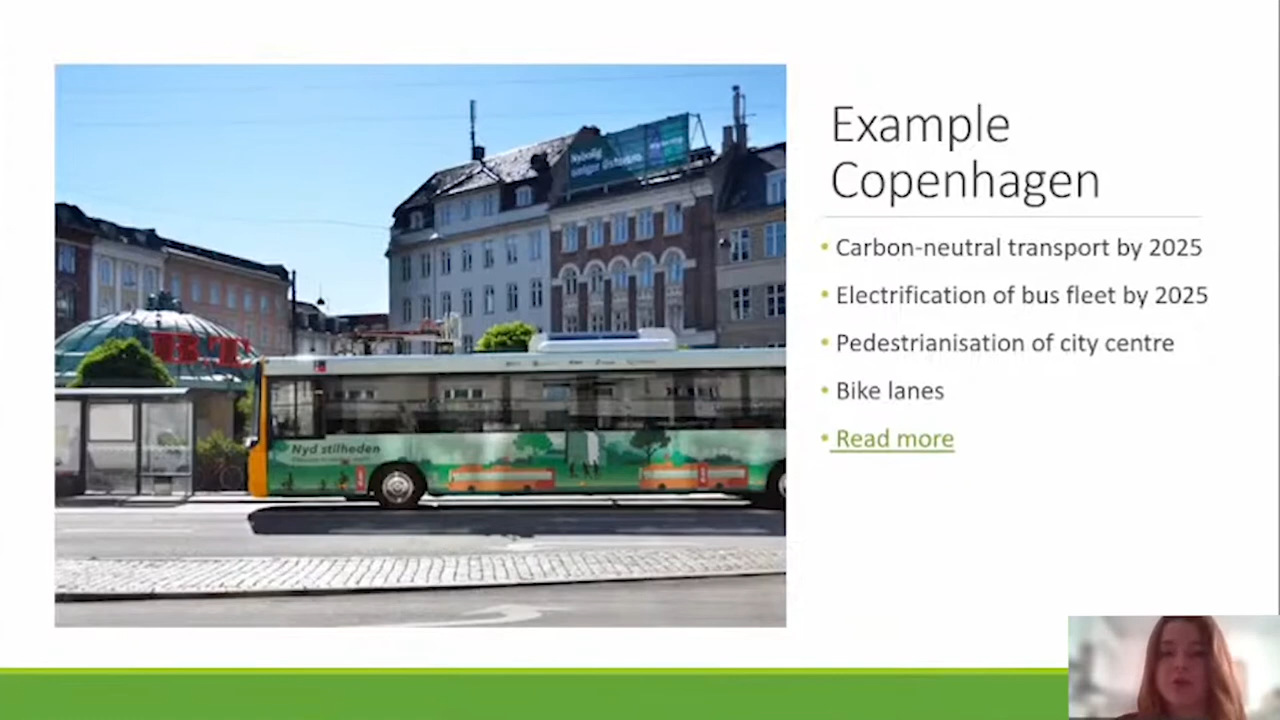 Example
Copenhagen
Carbon-neutral transport by 2025
Electrification of bus fleet by 2025
Pedestrianisation of city centre
Bike lanes
Read more
Nyd stilheden